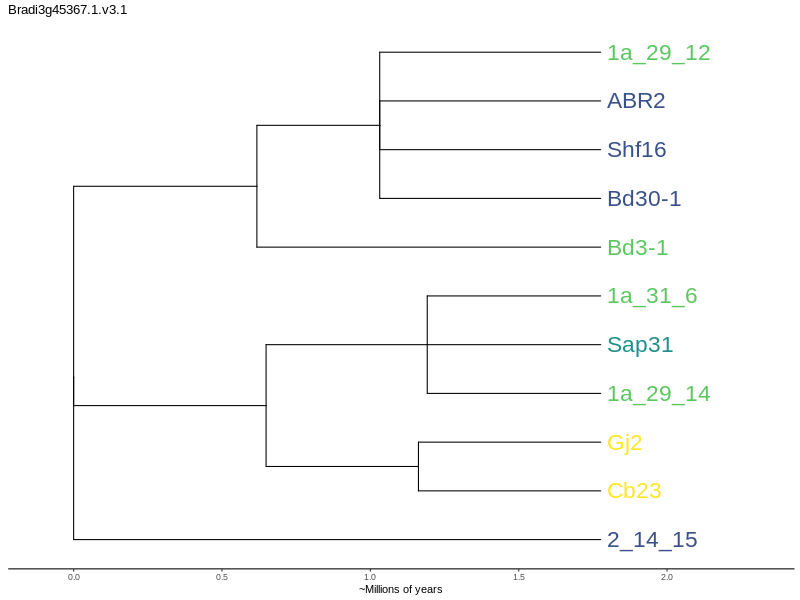 Bradi3g45367.1.v3.1
1a_29_12
ABR2
Shf16
Bd30-1
Bd3-1
1a_31_6
Sap31
1a_29_14
Gj2
Cb23
2_14_15
0.0 0.5 1.0 1.5 2.0
~Millions of years